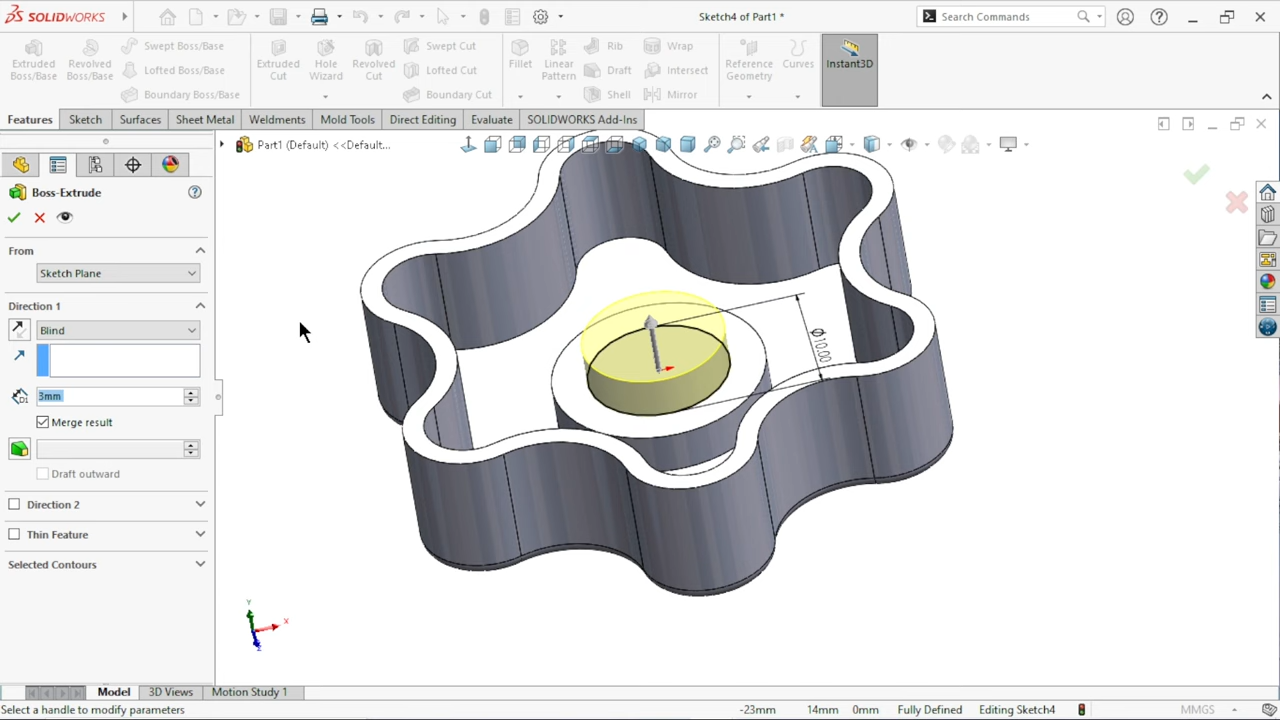 SOLIDWORKS
Sketch4 of Part1 *
Search Commands
Extruded Boss/Base
Revolved Boss/Base
Swept Boss/Base
Lofted Boss/Base
Boundary Boss/Base
Extruded Cut
Hole Wizard
Revolved Cut
Swept Cut
Lofted Cut
Boundary Cut
Fillet
Linear Pattern
Rib
Draft
Shell
Wrap
Intersect
Mirror
Reference Geometry
Curves
Instant3D
Features
Sketch
Surfaces
Sheet Metal
Weldments
Mold Tools
Direct Editing
Evaluate
SOLIDWORKS Add-Ins
Part1 (Default) <<Default...
Boss-Extrude
From
Sketch Plane
Direction 1
Blind
3mm
Merge result
Draft outward
Direction 2
Thin Feature
Selected Contours
Ø10.00
Y
X
Z
Model
3D Views
Motion Study 1
Select a handle to modify parameters
-23mm
14mm
0mm
Fully Defined
Editing Sketch4
MMGS